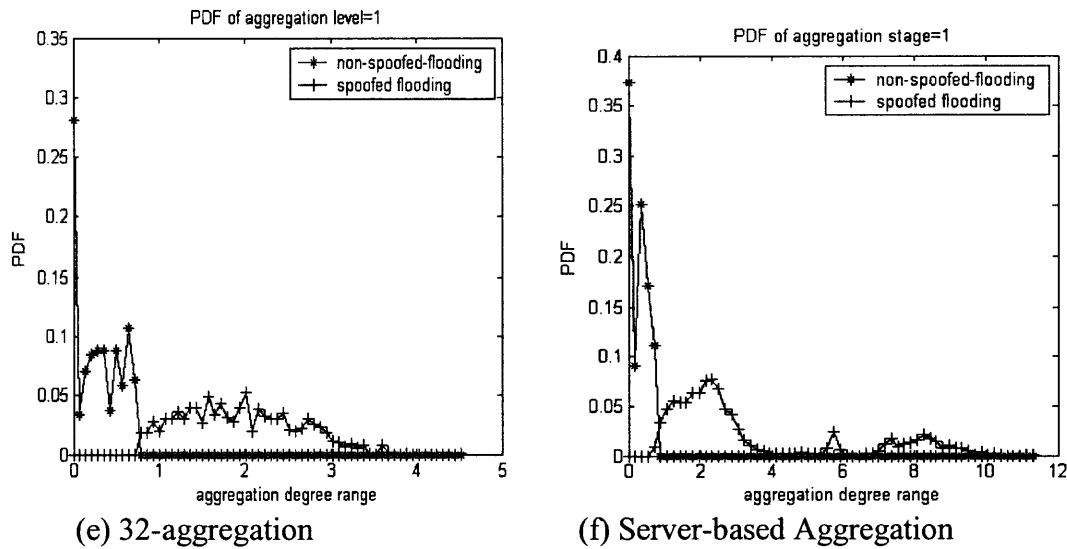 PDF of aggregation level=1
0.35
0.3
0.25
0.2
0.15
0.1
0.05
0
PDF
non-spoofed-flooding
spoofed flooding
0 1 2 3 4 5
aggregation degree range
(e) 32-aggregation
PDF of aggregation stage=1
0.4
0.35
0.3
0.25
0.2
0.15
0.1
0.05
0
PDF
non-spoofed-flooding
spoofed flooding
0 2 4 6 8 10 12
aggregation degree range
(f) Server-based Aggregation